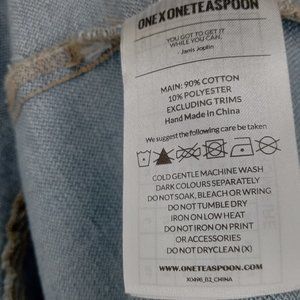 ONEXONETEASPOON
YOU GOT TO GET IT
WHILE YOU CAN,
- Janis Joplin
MAIN: 90% COTTON
10% POLYESTER
EXCLUDING TRIMS
Hand Made in China
We suggest the following care be taken
COLD GENTLE MACHINE WASH
DARK COLOURS SEPARATELY
DO NOT SOAK, BLEACH OR WRING
DO NOT TUMBLE DRY
IRON ON LOW HEAT
DO NOT IRON ON PRINT
OR ACCESSORIES
DO NOT DRYCLEAN (X)
WWW.ONETEASPOON.COM